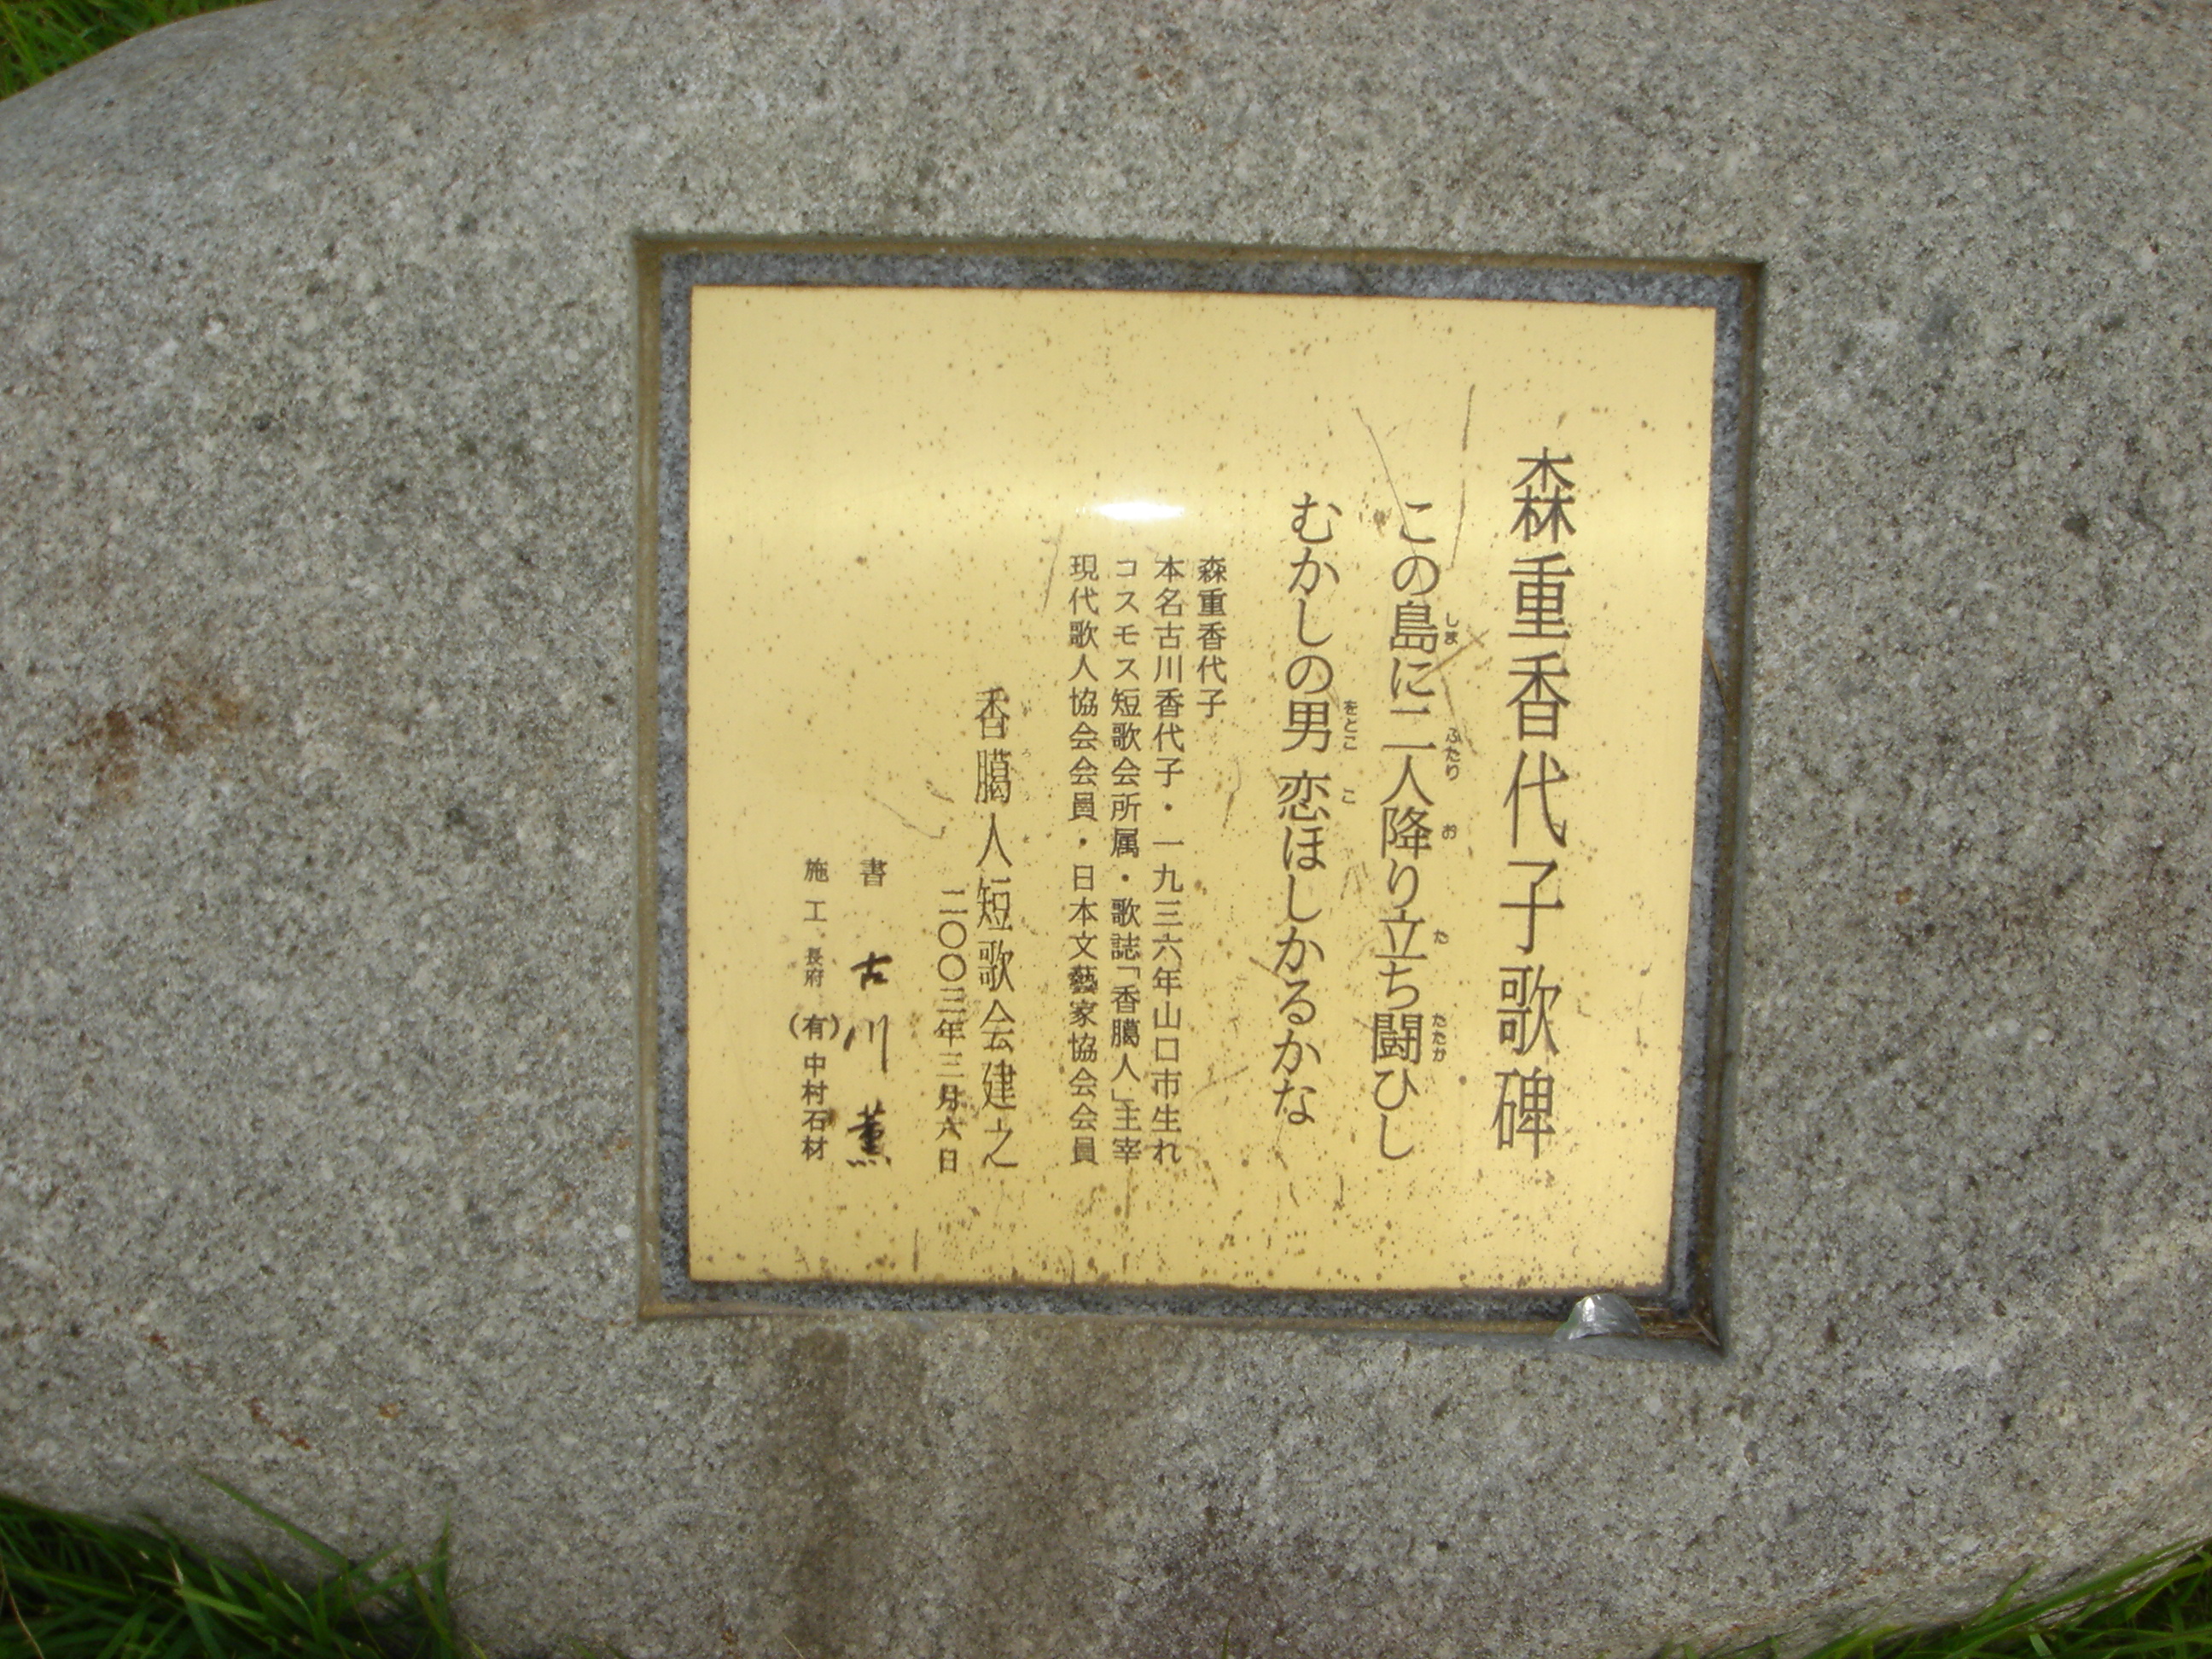 森重香代子歌碑
この島に二人降り立ち闘ひし
むかしの男 恋ほしかるかな
森重香代子
本名古川香代子・一九三六年山口市生れ
コスモス短歌会所属・歌誌「香臈人」主宰
現代歌人協会会員・日本文藝家協会会員
香臈人短歌会建之
二〇〇三年三月六日
書 古川 薫
施工 長府 (有)中村石材